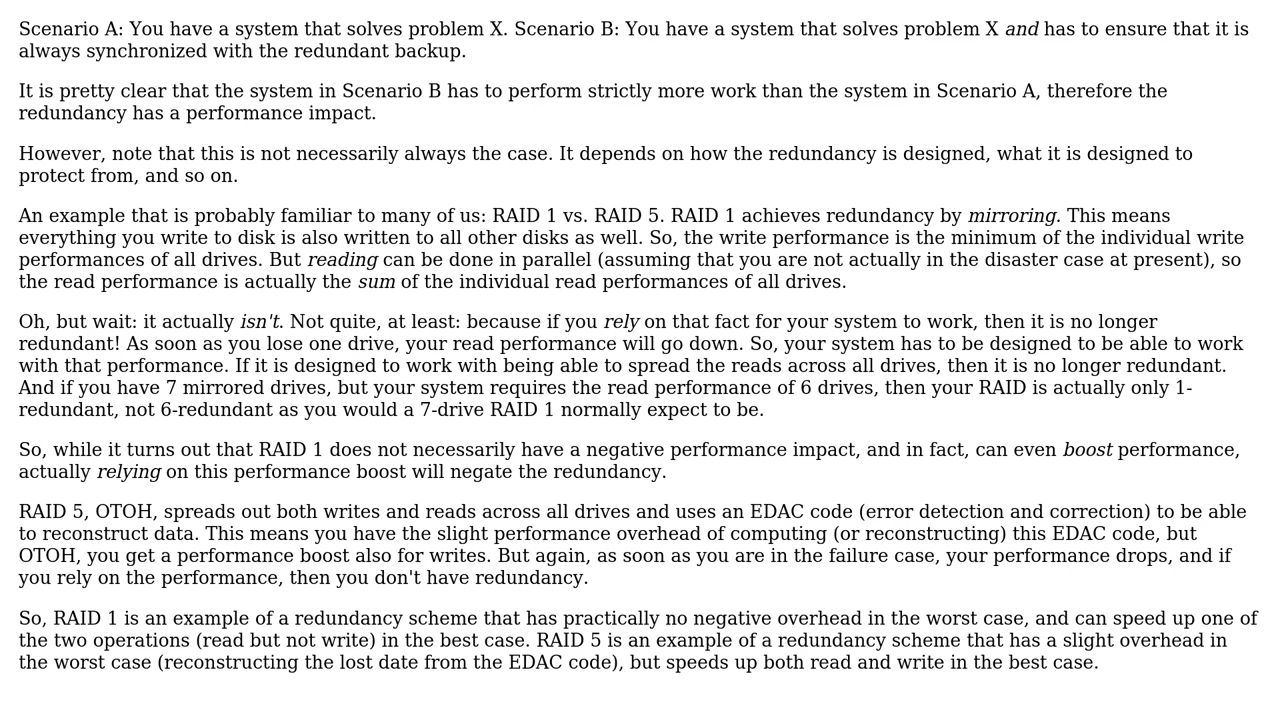 Scenario A: You have a system that solves problem X. Scenario B: You have a system that solves problem X and has to ensure that it is
always synchronized with the redundant backup.
It is pretty clear that the system in Scenario B has to perform strictly more work than the system in Scenario A, therefore the
redundancy has a performance impact.
However, note that this is not necessarily always the case. It depends on how the redundancy is designed, what it is designed to
protect from, and so on.
An example that is probably familiar to many of us: RAID 1 vs. RAID 5. RAID 1 achieves redundancy by mirroring. This means
everything you write to disk is also written to all other disks as well. So, the write performance is the minimum of the individual write
performances of all drives. But reading can be done in parallel (assuming that you are not actually in the disaster case at present), so
the read performance is actually the sum of the individual read performances of all drives.
Oh, but wait: it actually isn't. Not quite, at least: because if you rely on that fact for your system to work, then it is no longer
redundant! As soon as you lose one drive, your read performance will go down. So, your system has to be designed to be able to work
with that performance. If it is designed to work with being able to spread the reads across all drives, then it is no longer redundant.
And if you have 7 mirrored drives, but your system requires the read performance of 6 drives, then your RAID is actually only 1-
redundant, not 6-redundant as you would a 7-drive RAID 1 normally expect to be.
So, while it turns out that RAID 1 does not necessarily have a negative performance impact, and in fact, can even boost performance,
actually relying on this performance boost will negate the redundancy.
RAID 5, OTOH, spreads out both writes and reads across all drives and uses an EDAC code (error detection and correction) to be able
to reconstruct data. This means you have the slight performance overhead of computing (or reconstructing) this EDAC code, but
OTOH, you get a performance boost also for writes. But again, as soon as you are in the failure case, your performance drops, and if
you rely on the performance, then you don't have redundancy.
So, RAID 1 is an example of a redundancy scheme that has practically no negative overhead in the worst case, and can speed up one of
the two operations (read but not write) in the best case. RAID 5 is an example of a redundancy scheme that has a slight overhead in
the worst case (reconstructing the lost date from the EDAC code), but speeds up both read and write in the best case.